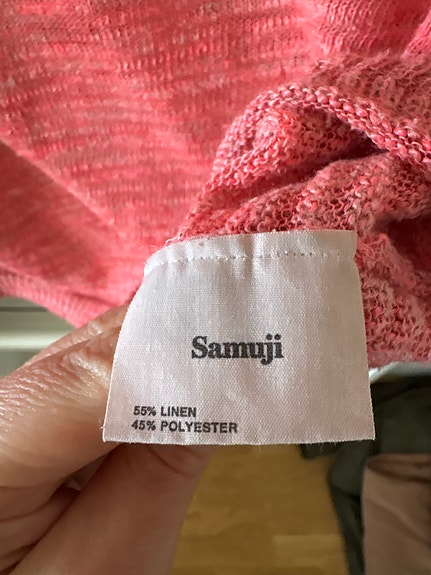 Samuji
55% LINEN
45% POLYESTER